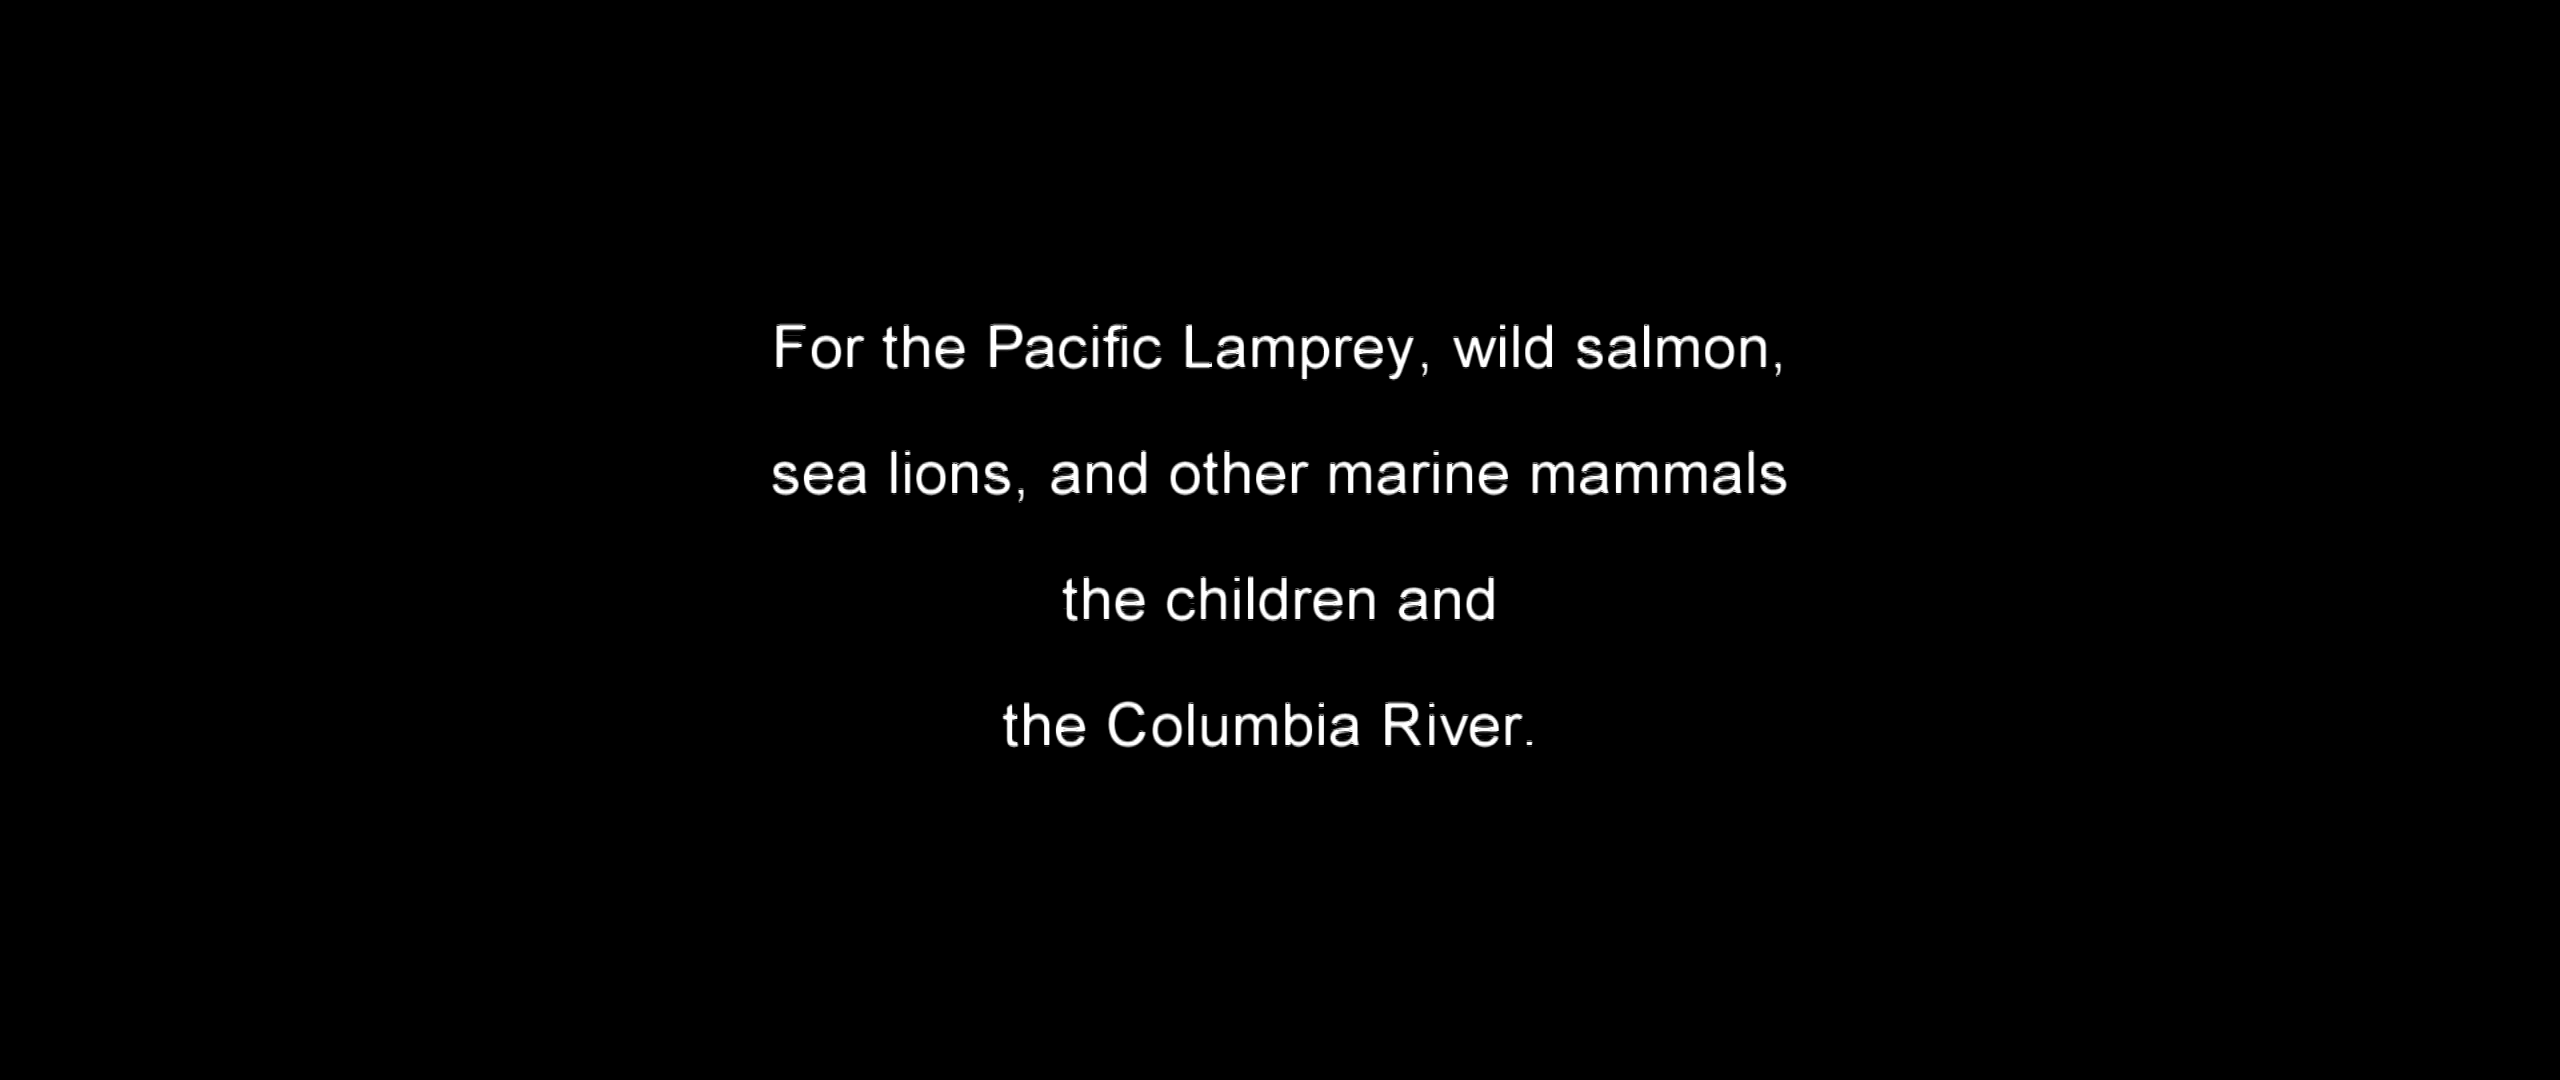 For the Pacific Lamprey, wild salmon,
sea lions, and other marine mammals
the children and
the Columbia River.